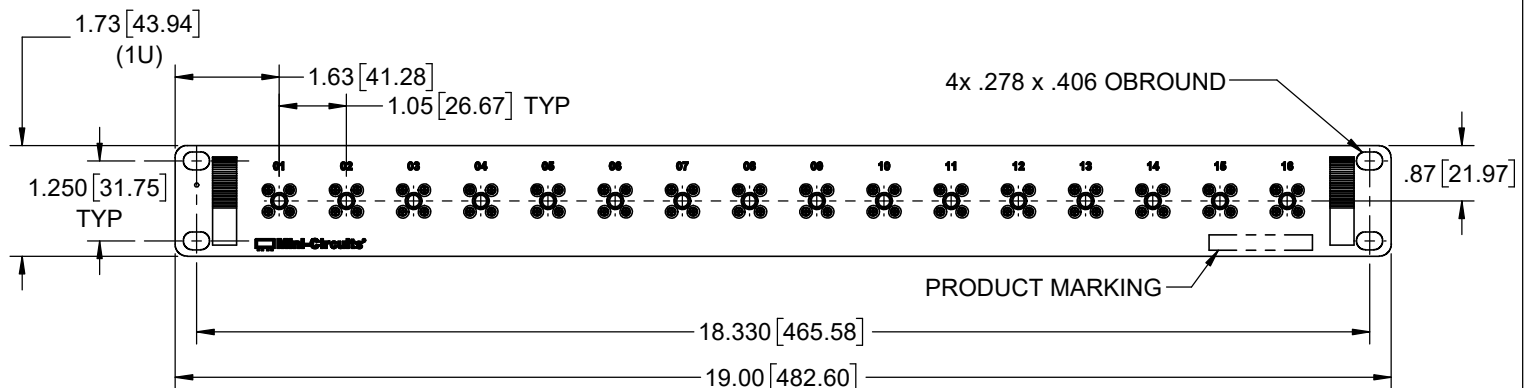 1.73[43.94]
(1U)
1.63[41.28]
1.05[26.67] TYP
4x .278 x .406 OBROUND
01 02 03 04 05 06 07 08 09 10 11 12 13 14 15 16
1.250[31.75]
TYP
.87[21.97]
Mini-Circuits®
PRODUCT MARKING
18.330[465.58]
19.00[482.60]